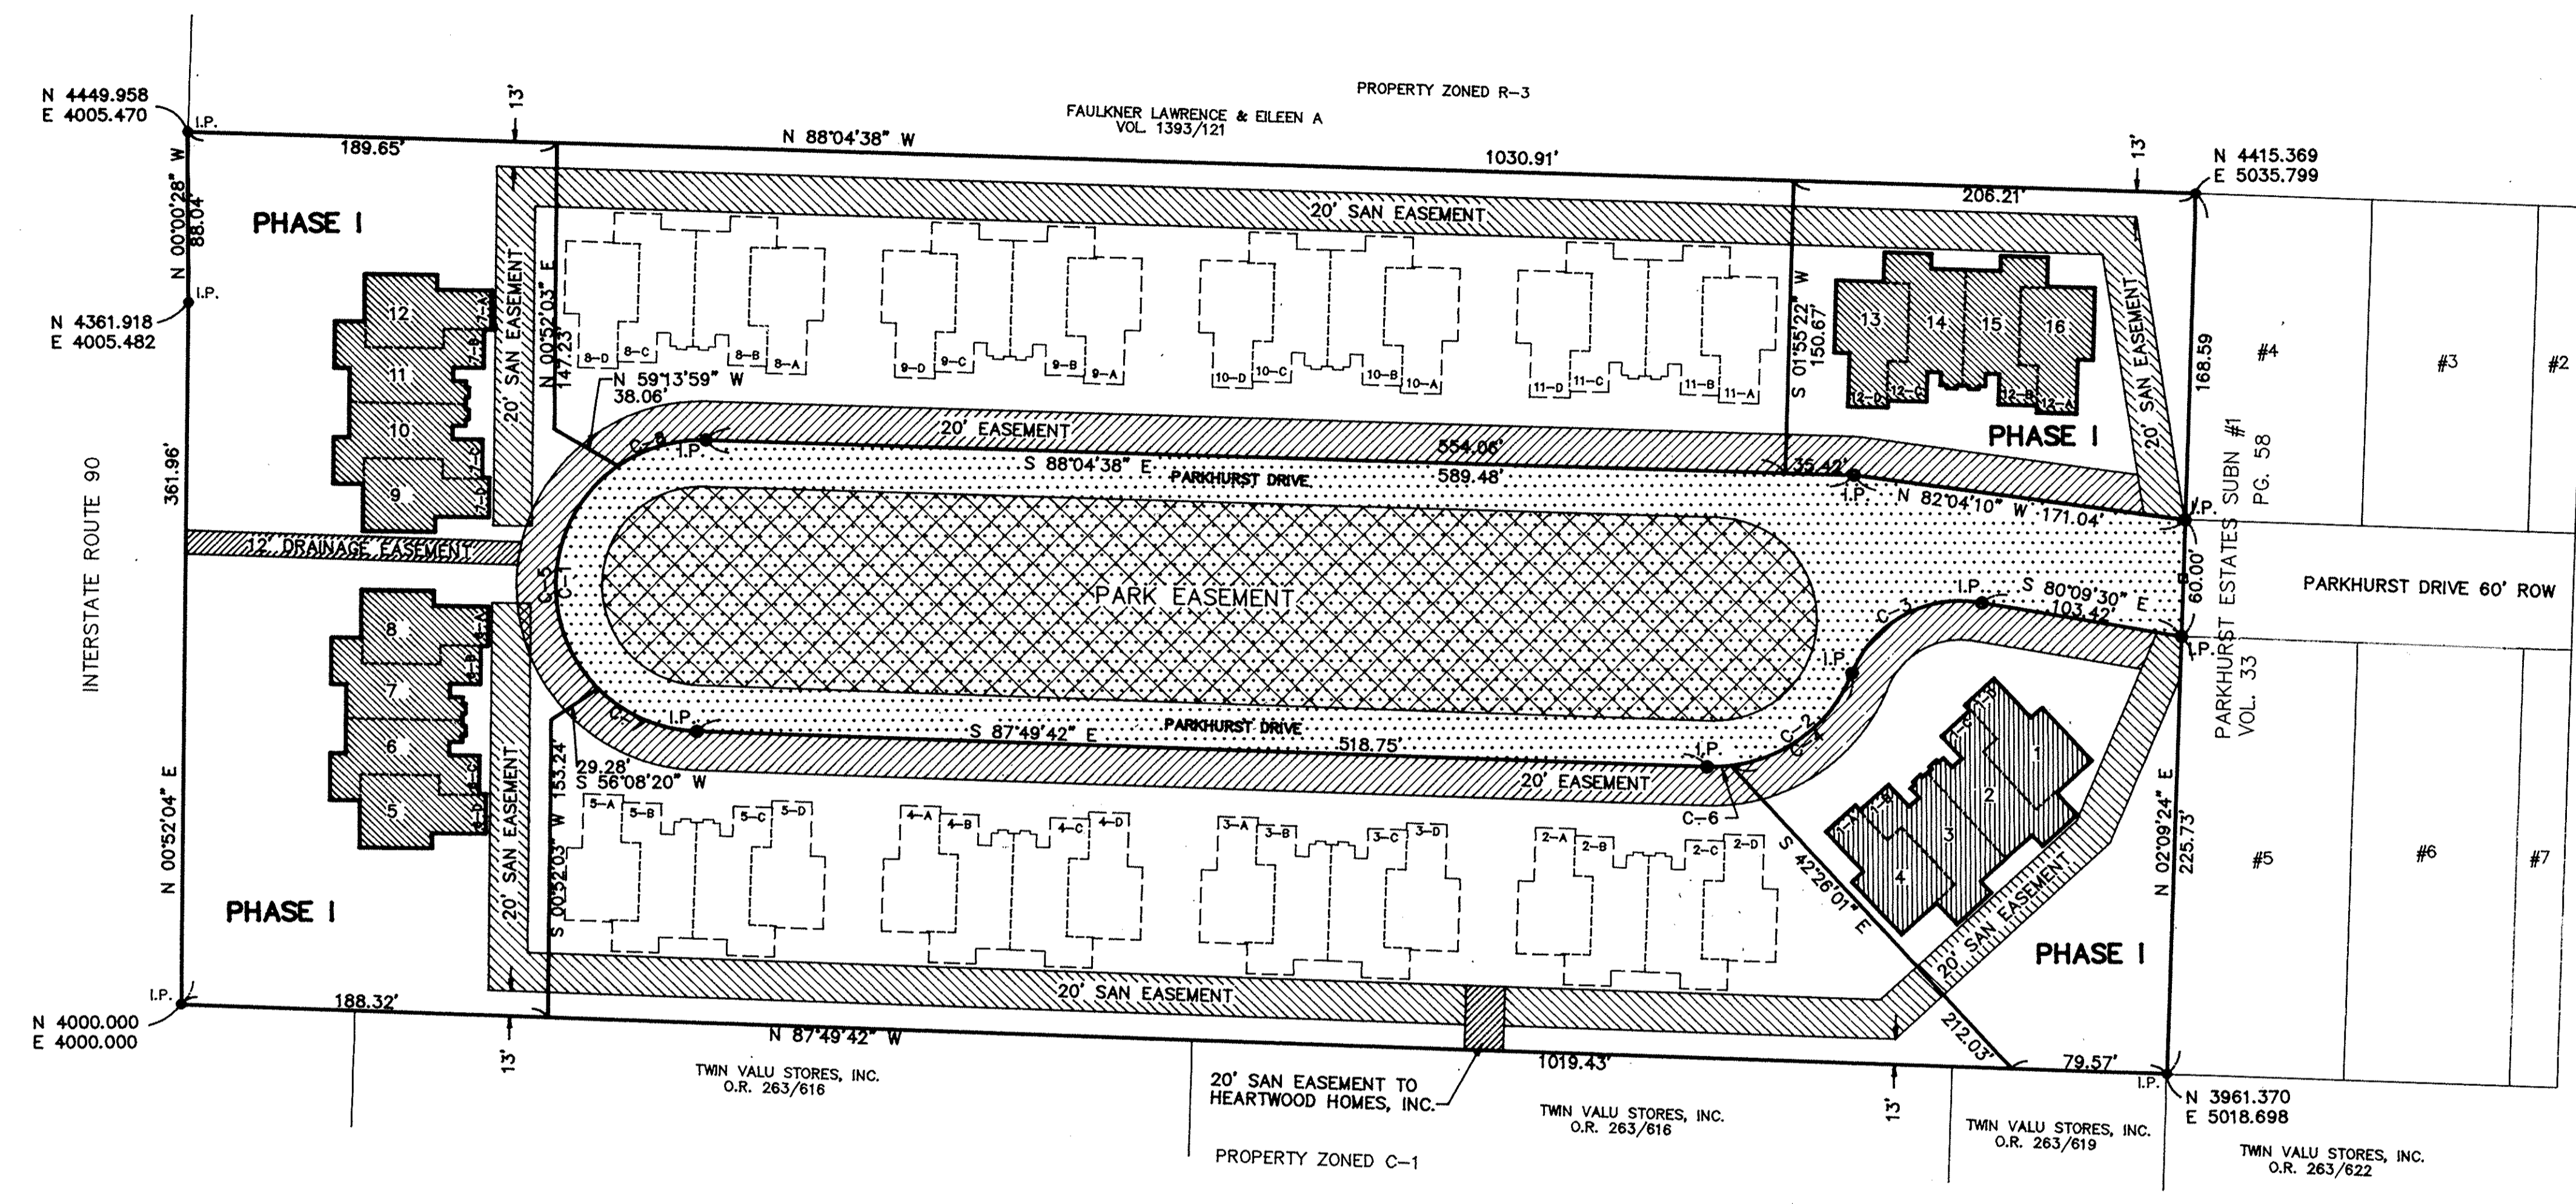 PROPERTY ZONED R-3
FAULKNER LAWRENCE & EILEEN A
VOL. 1393/121
N 4449.958
E 4005.470
I.P.
189.65'
13'
N 88°04'38" W
1030.91'
13'
N 4415.369
E 5035.799
206.21'
N 00°00'28" W
88.04'
PHASE I
I.P.
N 4361.918
E 4005.482
20' SAN EASEMENT
20' SAN EASEMENT
N 00°52'03" E
147.23'
8-D
8-C
8-B
8-A
9-D
9-C
9-B
9-A
10-D
10-C
10-B
10-A
11-D
11-C
11-B
11-A
S 01°55'22" W
150.67'
13
14
15
16
12-D
12-C
12-B
12-A
20' SAN EASEMENT
PHASE I
168.59
#4
#3
#2
12
11
10
9
7-A
7-B
7-C
7-D
N 59°13'59" W
38.06'
C-8
I.P.
20' EASEMENT
554.06'
S 88°04'38" E
PARKHURST DRIVE
589.48'
35.42'
I.P.
N 82°04'10" W 171.04'
I.P.
INTERSTATE ROUTE 90
361.96'
12' DRAINAGE EASEMENT
C-5
C-1
PARK EASEMENT
60.00'
PARKHURST ESTATES SUBN #1
VOL. 33
PG. 58
PARKHURST DRIVE 60' ROW
I.P.
S 80°09'30" E
103.42'
C-3
I.P.
I.P.
8
7
6
5
I.P.
S 87°49'42" E
PARKHURST DRIVE
518.75'
I.P.
C-2
29.28'
S 56°08'20" W
20' EASEMENT
C-6
N 00°52'04" E
20' SAN EASEMENT
S 00°52'03" W 153.24'
5-A
5-B
5-C
5-D
4-A
4-B
4-C
4-D
3-A
3-B
3-C
3-D
2-A
2-B
2-C
2-D
1-A
1-B
1
2
3
4
S 42°26'01" E
212.03'
20' SAN EASEMENT
N 02°09'24" E
225.73'
#5
#6
#7
PHASE I
PHASE I
I.P.
N 4000.000
E 4000.000
188.32'
13'
N 87°49'42" W
20' SAN EASEMENT
1019.43'
13'
79.57'
I.P.
N 3961.370
E 5018.698
TWIN VALU STORES, INC.
O.R. 263/616
20' SAN EASEMENT TO
HEARTWOOD HOMES, INC.
TWIN VALU STORES, INC.
O.R. 263/616
TWIN VALU STORES, INC.
O.R. 263/619
TWIN VALU STORES, INC.
O.R. 263/622
PROPERTY ZONED C-1